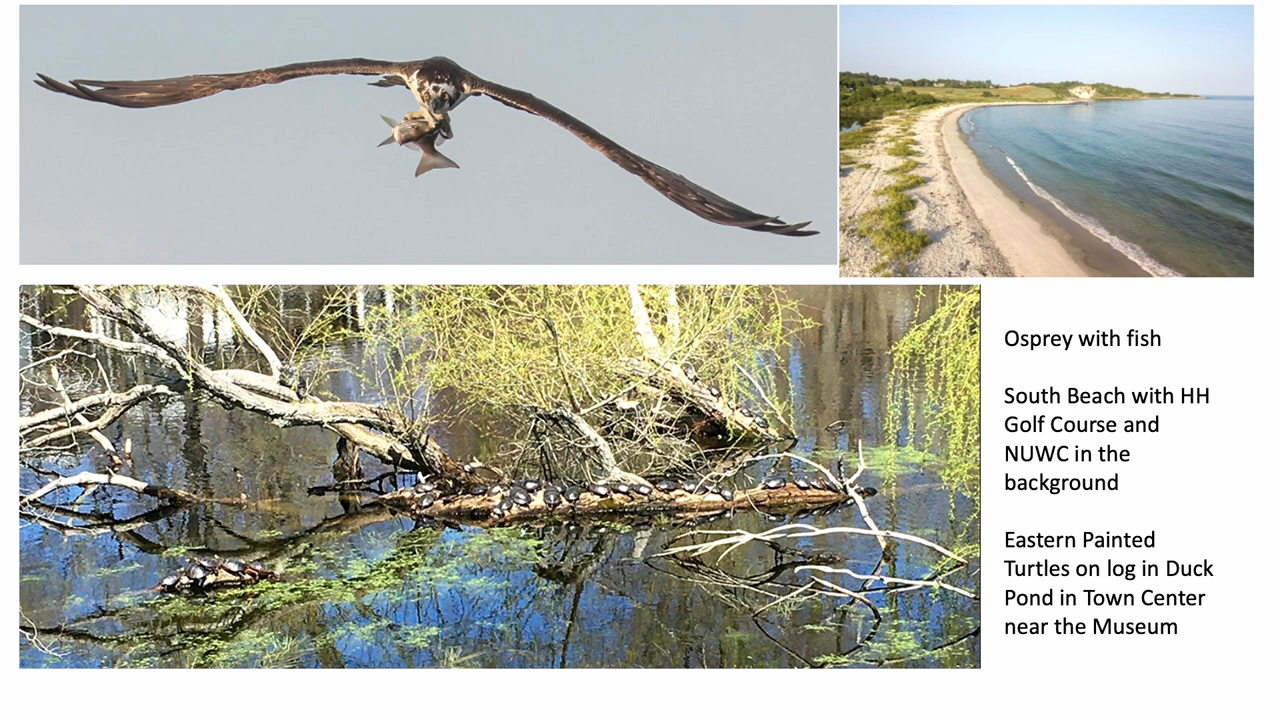 Osprey with fish
South Beach with HH
Golf Course and
NUWC in the
background
Eastern Painted
Turtles on log in Duck
Pond in Town Center
near the Museum